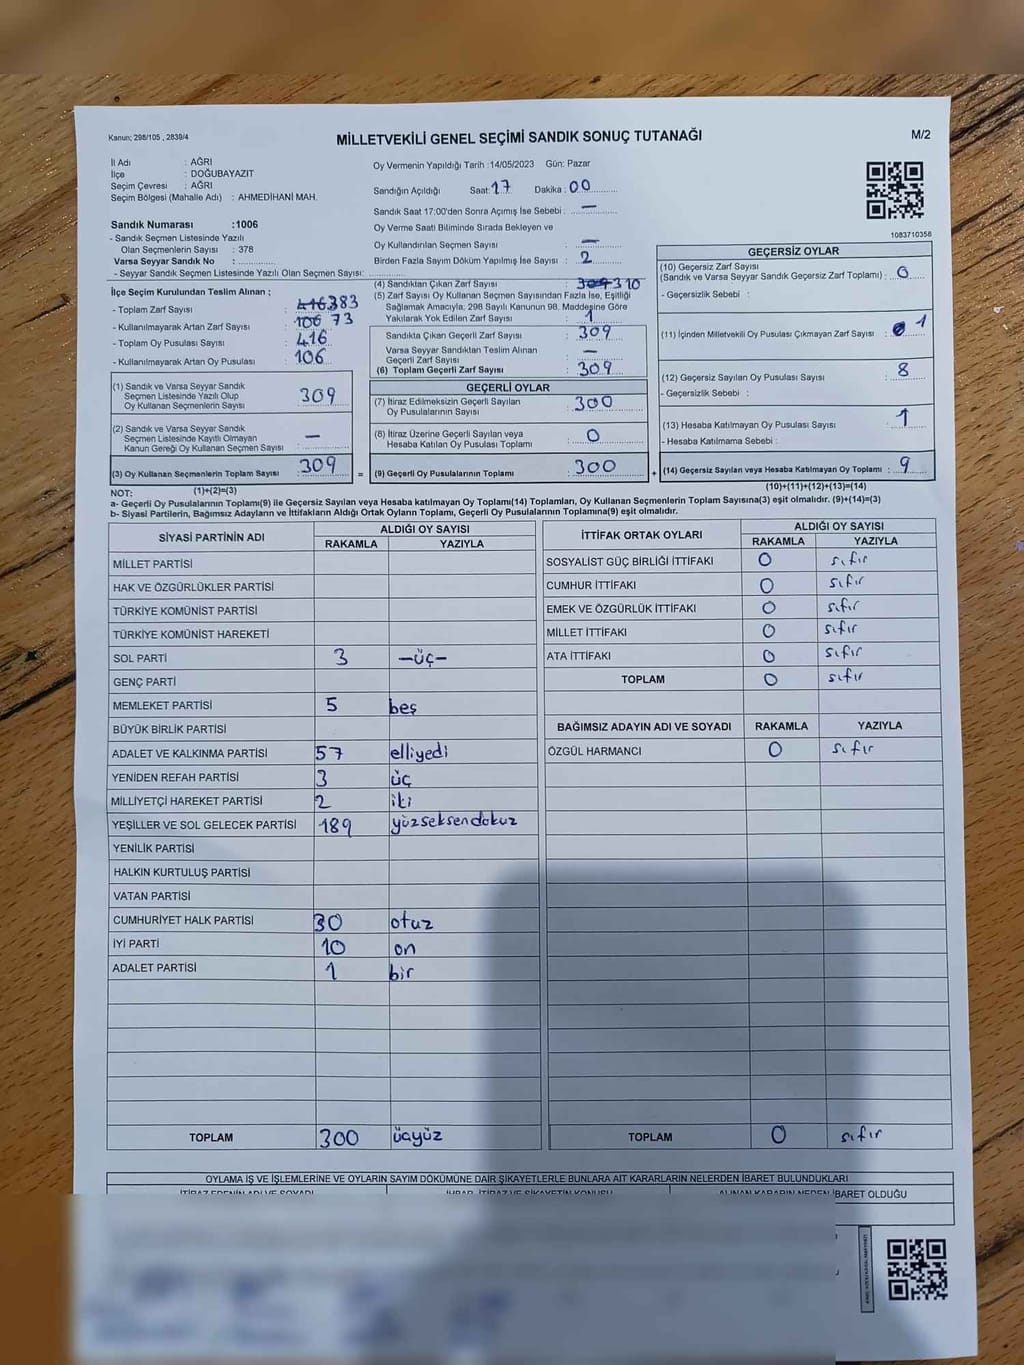 Kanun; 298/105 , 2839/4
MİLLETVEKİLİ GENEL SEÇİMİ SANDIK SONUÇ TUTANAĞI
M/2
İl Adı : AĞRI
İlçe : DOĞUBAYAZIT
Seçim Çevresi : AĞRI
Seçim Bölgesi (Mahalle Adı) : AHMEDİHANİ MAH.
Sandık Numarası :1006
- Sandık Seçmen Listesinde Yazılı
Olan Seçmenlerin Sayısı : 378
Varsa Seyyar Sandık No :
- Seyyar Sandık Seçmen Listesinde Yazılı Olan Seçmen Sayısı:
Oy Vermenin Yapıldığı Tarih :14/05/2023 Gün: Pazar
Sandığın Açıldığı Saat: 17 Dakika : 00
Sandık Saat 17:00'den Sonra Açımış İse Sebebi : —
Oy Verme Saati Bitiminde Sırada Bekleyen ve
Oy Kullandırılan Seçmen Sayısı : —
Birden Fazla Sayım Döküm Yapılmış İse Sayısı : 2
1083710356
İlçe Seçim Kurulundan Teslim Alınan ;
- Toplam Zarf Sayısı : 416 383
- Kullanılmayarak Artan Zarf Sayısı : 106 73
- Toplam Oy Pusulası Sayısı : 416
- Kullanılmayarak Artan Oy Pusulası : 106
(4) Sandıktan Çıkan Zarf Sayısı : 309 310
(5) Zarf Sayısı Oy Kullanan Seçmen Sayısından Fazla İse, Eşitliği
Sağlamak Amacıyla, 298 Sayılı Kanunun 98. Maddesine Göre
Yakılarak Yok Edilen Zarf Sayısı : 1
Sandıkta Çıkan Geçerli Zarf Sayısı : 309
Varsa Seyyar Sandıktan Teslim Alınan
Geçerli Zarf Sayısı : —
(6) Toplam Geçerli Zarf Sayısı : 309
GEÇERSİZ OYLAR
(10) Geçersiz Zarf Sayısı
(Sandık ve Varsa Seyyar Sandık Geçersiz Zarf Toplamı) : 0
- Geçersizlik Sebebi :
(11) İçinden Milletvekili Oy Pusulası Çıkmayan Zarf Sayısı : 1
(12) Geçersiz Sayılan Oy Pusulası Sayısı : 8
- Geçersizlik Sebebi :
(13) Hesaba Katılmayan Oy Pusulası Sayısı : 1
- Hesaba Katılmama Sebebi :
(14) Geçersiz Sayılan veya Hesaba Katılmayan Oy Toplamı : 9
(10)+(11)+(12)+(13)=(14)
(1) Sandık ve Varsa Seyyar Sandık
Seçmen Listesinde Yazılı Olup
Oy Kullanan Seçmenlerin Sayısı : 309
(2) Sandık ve Varsa Seyyar Sandık
Seçmen Listesinde Kayıtlı Olmayan
Kanun Gereği Oy Kullanan Seçmen Sayısı : —
(3) Oy Kullanan Seçmenlerin Toplam Sayısı : 309
=
(1)+(2)=(3)
GEÇERLİ OYLAR
(7) İtiraz Edilmeksizin Geçerli Sayılan
Oy Pusulalarının Sayısı : 300
(8) İtiraz Üzerine Geçerli Sayılan veya
Hesaba Katılan Oy Pusulası Toplamı : 0
(9) Geçerli Oy Pusulalarının Toplamı : 300
+
NOT:
a- Geçerli Oy Pusulalarının Toplamı(9) ile Geçersiz Sayılan veya Hesaba katılmayan Oy Toplamı(14) Toplamları, Oy Kullanan Seçmenlerin Toplam Sayısına(3) eşit olmalıdır. (9)+(14)=(3)
b- Siyasi Partilerin, Bağımsız Adayların ve İttifakların Aldığı Ortak Oyların Toplamı, Geçerli Oy Pusulalarının Toplamına(9) eşit olmalıdır.
SİYASİ PARTİNİN ADI ALDIĞI OY SAYISI
RAKAMLA YAZIYLA
MİLLET PARTİSİ
HAK VE ÖZGÜRLÜKLER PARTİSİ
TÜRKİYE KOMÜNİST PARTİSİ
TÜRKİYE KOMÜNİST HAREKETİ
SOL PARTİ 3 –üç–
GENÇ PARTİ
MEMLEKET PARTİSİ 5 beş
BÜYÜK BİRLİK PARTİSİ
ADALET VE KALKINMA PARTİSİ 57 elliyedi
YENİDEN REFAH PARTİSİ 3 üç
MİLLİYETÇİ HAREKET PARTİSİ 2 iki
YEŞİLLER VE SOL GELECEK PARTİSİ 189 yüzseksendokuz
YENİLİK PARTİSİ
HALKIN KURTULUŞ PARTİSİ
VATAN PARTİSİ
CUMHURİYET HALK PARTİSİ 30 otuz
İYİ PARTİ 10 on
ADALET PARTİSİ 1 bir
TOPLAM 300 üçyüz
İTTİFAK ORTAK OYLARI ALDIĞI OY SAYISI
RAKAMLA YAZIYLA
SOSYALİST GÜÇ BİRLİĞİ İTTİFAKI 0 sıfır
CUMHUR İTTİFAKI 0 sıfır
EMEK VE ÖZGÜRLÜK İTTİFAKI 0 sıfır
MİLLET İTTİFAKI 0 sıfır
ATA İTTİFAKI 0 sıfır
TOPLAM 0 sıfır
BAĞIMSIZ ADAYIN ADI VE SOYADI RAKAMLA YAZIYLA
ÖZGÜL HARMANCI 0 sıfır
TOPLAM 0 sıfır
OYLAMA İŞ VE İŞLEMLERİNE VE OYLARIN SAYIM DÖKÜMÜNE DAİR ŞİKAYETLERLE BUNLARA AİT KARARLARIN NELERDEN İBARET BULUNDUKLARI
İTİRAZ EDENİN ADI VE SOYADI İHBAR, İTİRAZ VE ŞİKAYETİN KONUSU ALINAN KARARIN NEDEN İBARET OLDUĞU